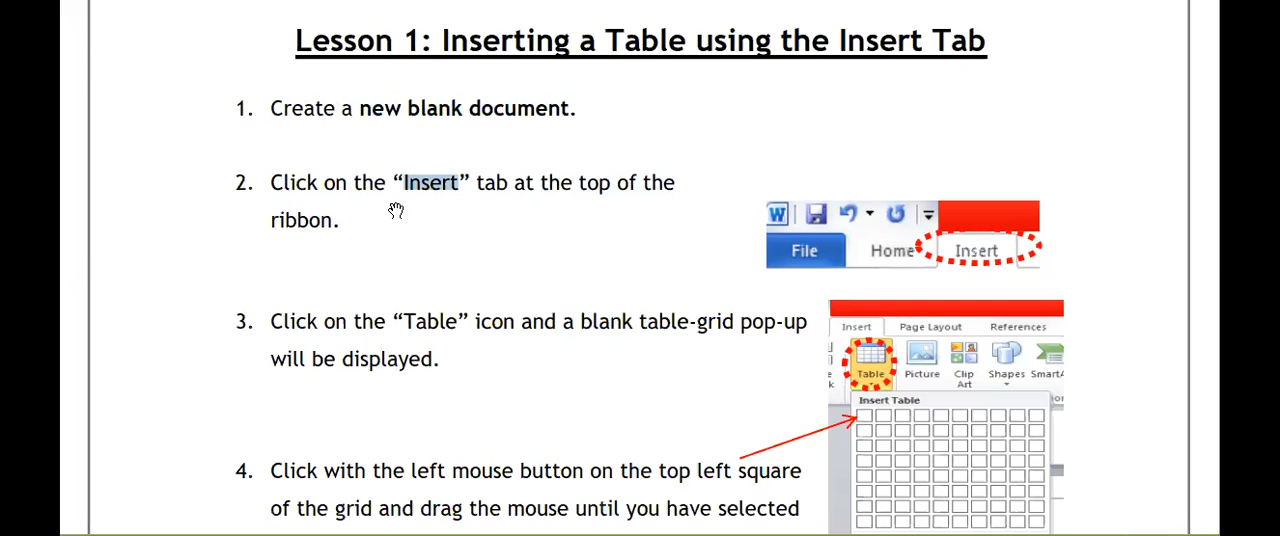 Lesson 1: Inserting a Table using the Insert Tab
1. Create a new blank document.
2. Click on the “Insert” tab at the top of the
ribbon.
File Home Insert
3. Click on the “Table” icon and a blank table-grid pop-up
will be displayed.
Insert Page Layout References
Table Picture Clip Art Shapes SmartA
Insert Table
4. Click with the left mouse button on the top left square
of the grid and drag the mouse until you have selected